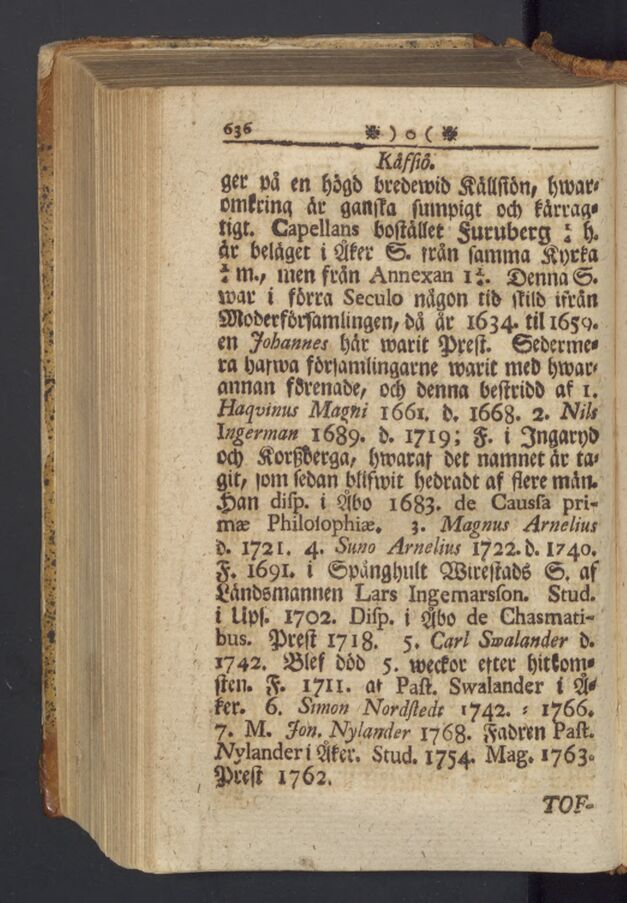 636 ❋ ) o ( ❋
Kåffiö.
ger på en högd bredewid Källsiön, hwar-
omkring är ganska sumpigt och kärrag-
tigt. Capellans bostället Furuberg ¼ h.
är beläget i Åker S. från samma Kyrka
¾ m., men från Annexan 1¼. Denna S.
war i förra Seculo någon tid skild ifrån
Moderförsamlingen, då år 1634. til 1659.
en Johannes här warit Prest. Sederme-
ra hafwa församlingarne warit med hwar-
annan förenade, och denna bestridd af 1.
Haqvinus Magni 1661. d. 1668. 2. Nils
Ingerman 1689. d. 1719; F. i Ingaryd
och Korßberga, hwaraf det namnet är ta-
git, som sedan blifwit hedradt af flere män.
Han disp. i Åbo 1683. de Caussa pri-
mæ Philosophiæ. 3. Magnus Arnelius
d. 1721. 4. Suno Arnelius 1722. d. 1740.
F. 1691. i Spånghult Wirestads S. af
Ländsmannen Lars Ingemarsson. Stud.
i Ups. 1702. Disp. i Åbo de Chasmati-
bus. Prest 1718. 5. Carl Swalander d.
1742. Blef död 5. weckor efter hitkom-
sten. F. 1711. af Past. Swalander i Å-
ker. 6. Simon Nordstedt 1742. : 1766.
7. M. Jon. Nylander 1768. Fadren Past.
Nylander i Åker. Stud. 1754. Mag. 1763.
Prest 1762.
TOF-